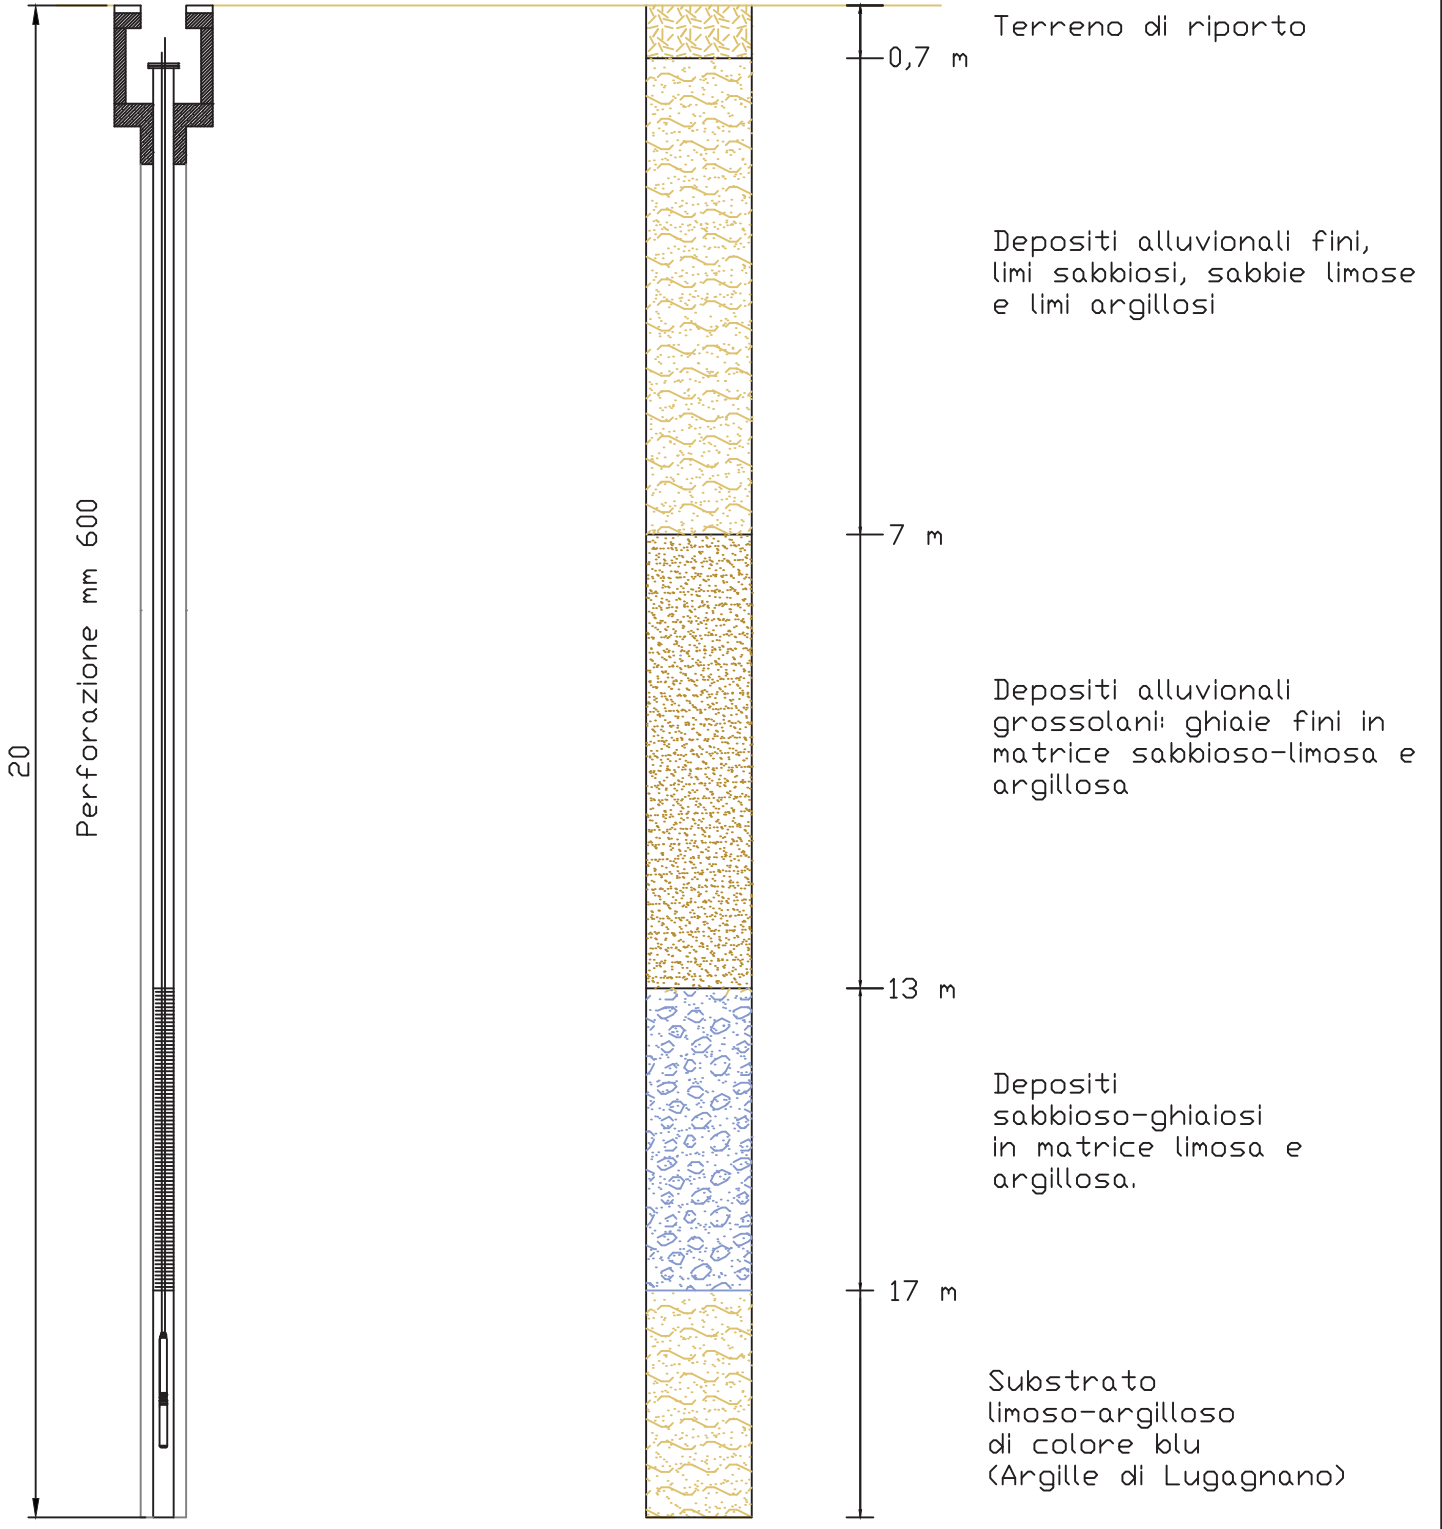 Terreno di riporto
0,7 m
Depositi alluvionali fini,
limi sabbiosi, sabbie limose
e limi argillosi
Perforazione mm 600
7 m
20
Depositi alluvionali
grossolani: ghiaie fini in
matrice sabbioso-limosa e
argillosa
13 m
Depositi
sabbioso-ghiaiosi
in matrice limosa e
argillosa.
17 m
Substrato
limoso-argilloso
di colore blu
(Argille di Lugagnano)